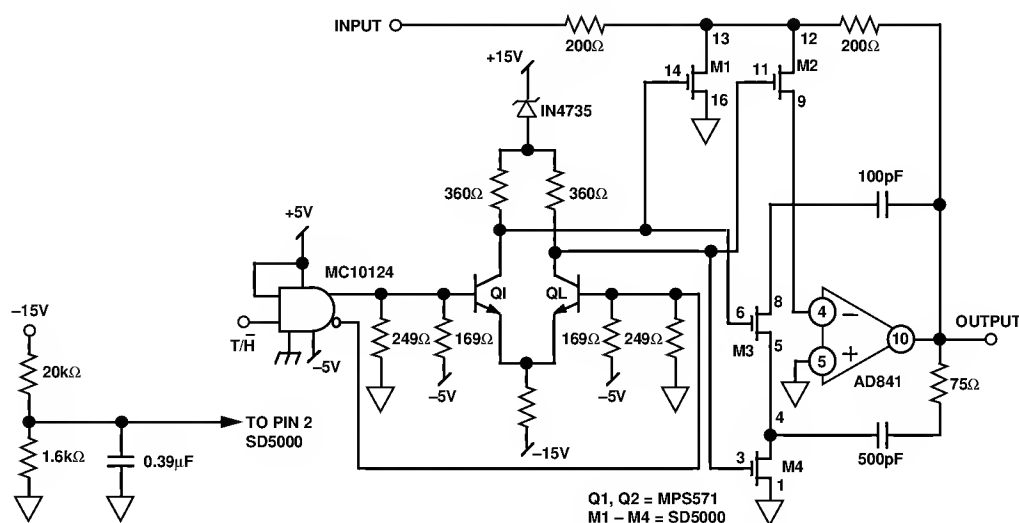 INPUT
200Ω
13
12
200Ω
+15V
14
M1
11
M2
16
9
IN4735
360Ω
360Ω
100pF
+5V
MC10124
QI
QL
8
6
4
–
OUTPUT
–15V
T/H̅
249Ω
169Ω
169Ω
249Ω
M3
5
5
+
10
AD841
75Ω
–5V
20kΩ
–5V
–5V
TO PIN 2
SD5000
4
–15V
500pF
1.6kΩ
0.39μF
3
M4
1
Q1, Q2 = MPS571
M1 – M4 = SD5000